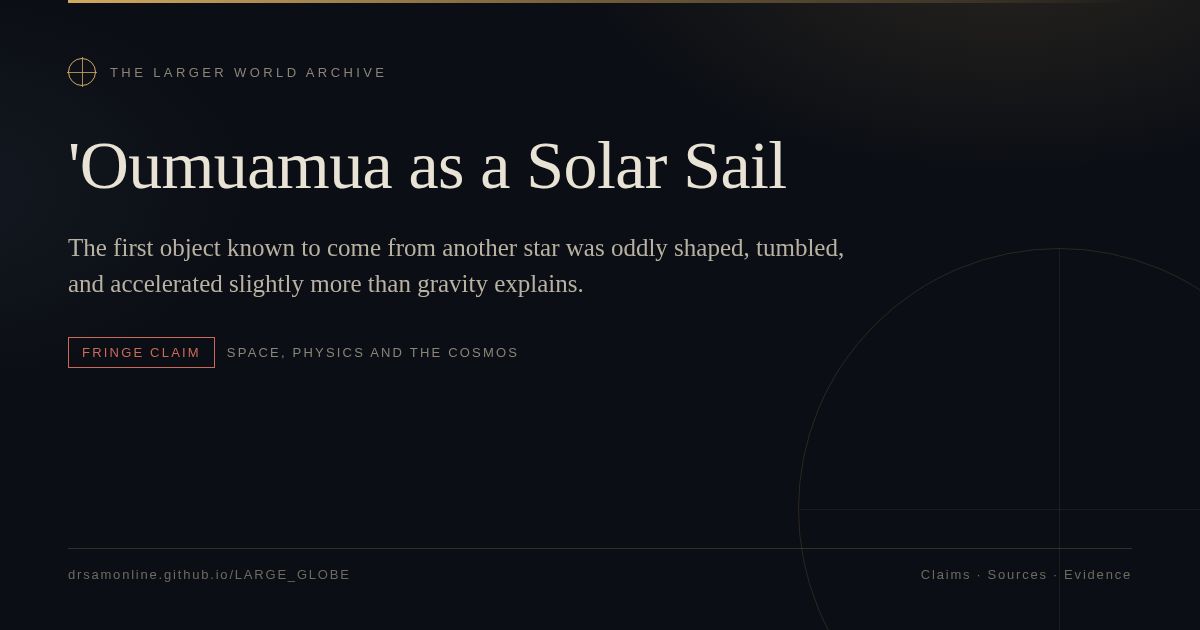 THE LARGER WORLD ARCHIVE
'Oumuamua as a Solar Sail
The first object known to come from another star was oddly shaped, tumbled,
and accelerated slightly more than gravity explains.
FRINGE CLAIM SPACE, PHYSICS AND THE COSMOS
drsamonline.github.io/LARGE_GLOBE Claims · Sources · Evidence